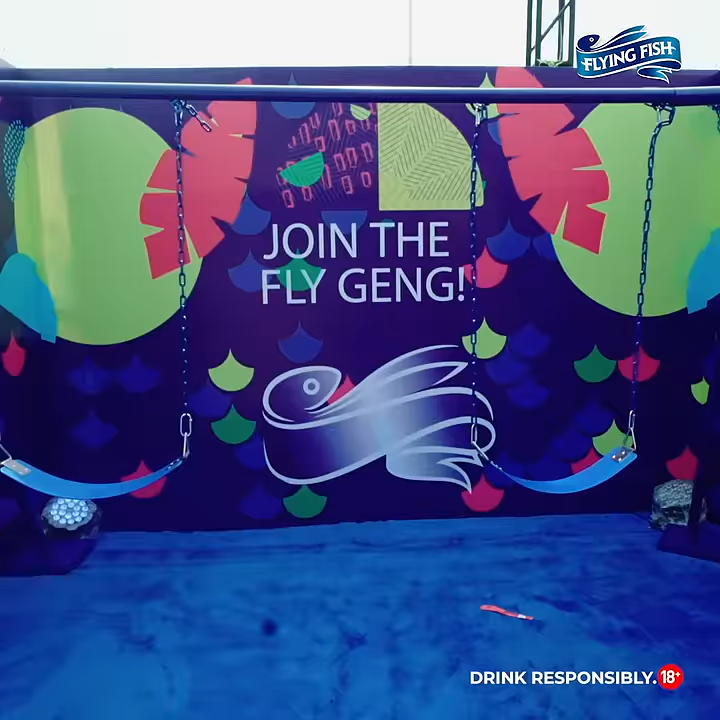 FLYING FISH
JOIN THE
FLY GENG!
DRINK RESPONSIBLY. 18+